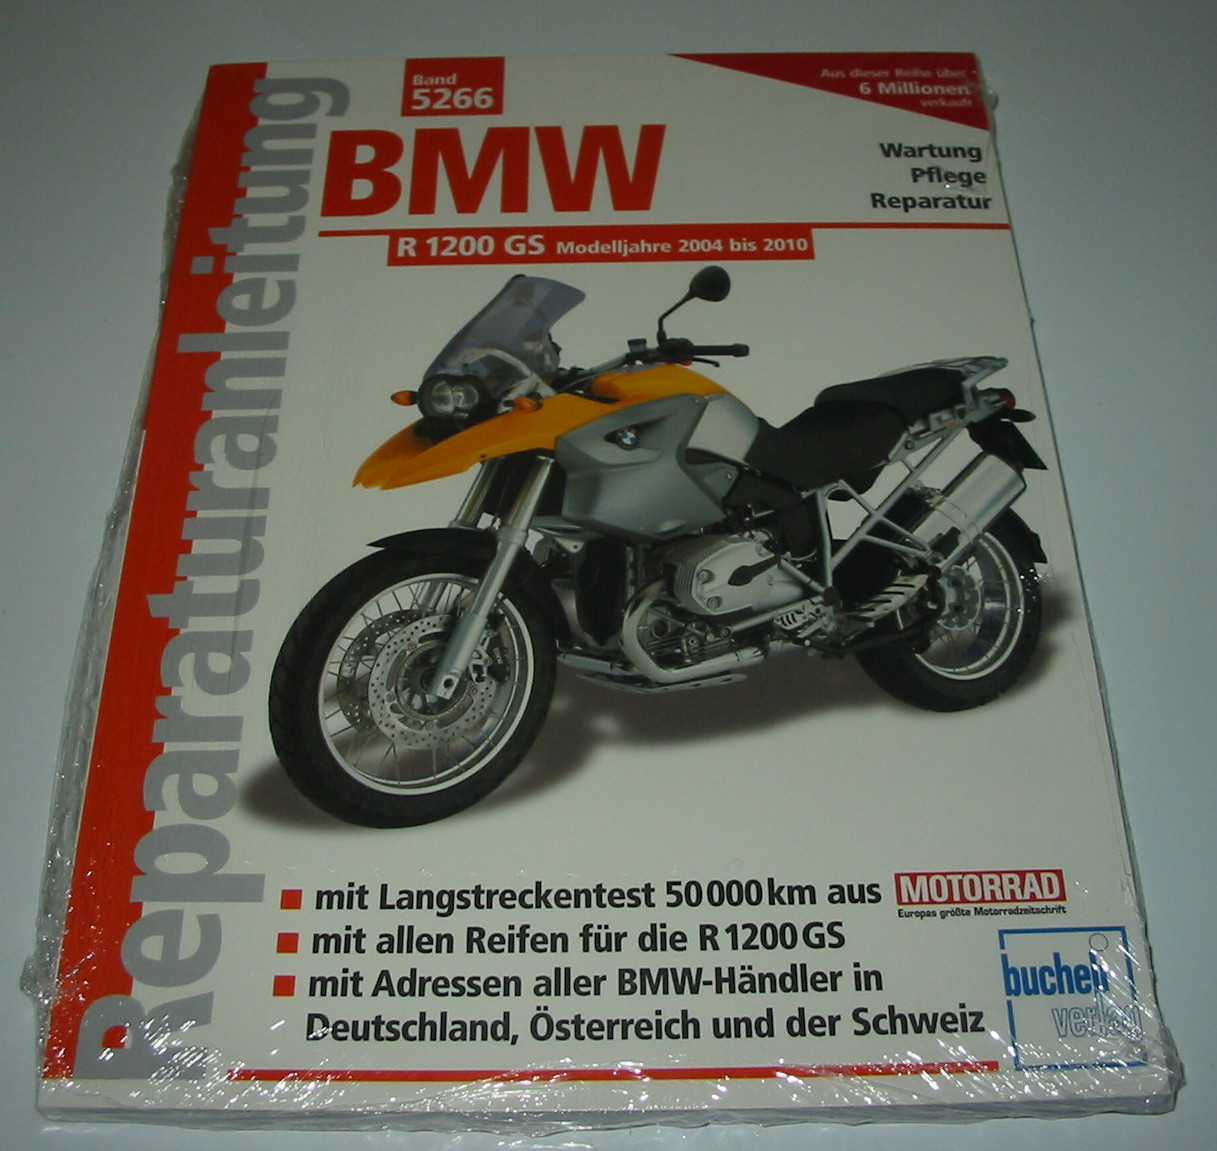 Reparaturanleitung
Band
5266
Aus dieser Reihe über
6 Millionen
verkauft
BMW
Wartung
Pflege
Reparatur
R 1200 GS Modelljahre 2004 bis 2010
mit Langstreckentest 50 000 km aus MOTORRAD
Europas größte Motorradzeitschrift
mit allen Reifen für die R 1200 GS
mit Adressen aller BMW-Händler in
Deutschland, Österreich und der Schweiz
bucheli
verlag